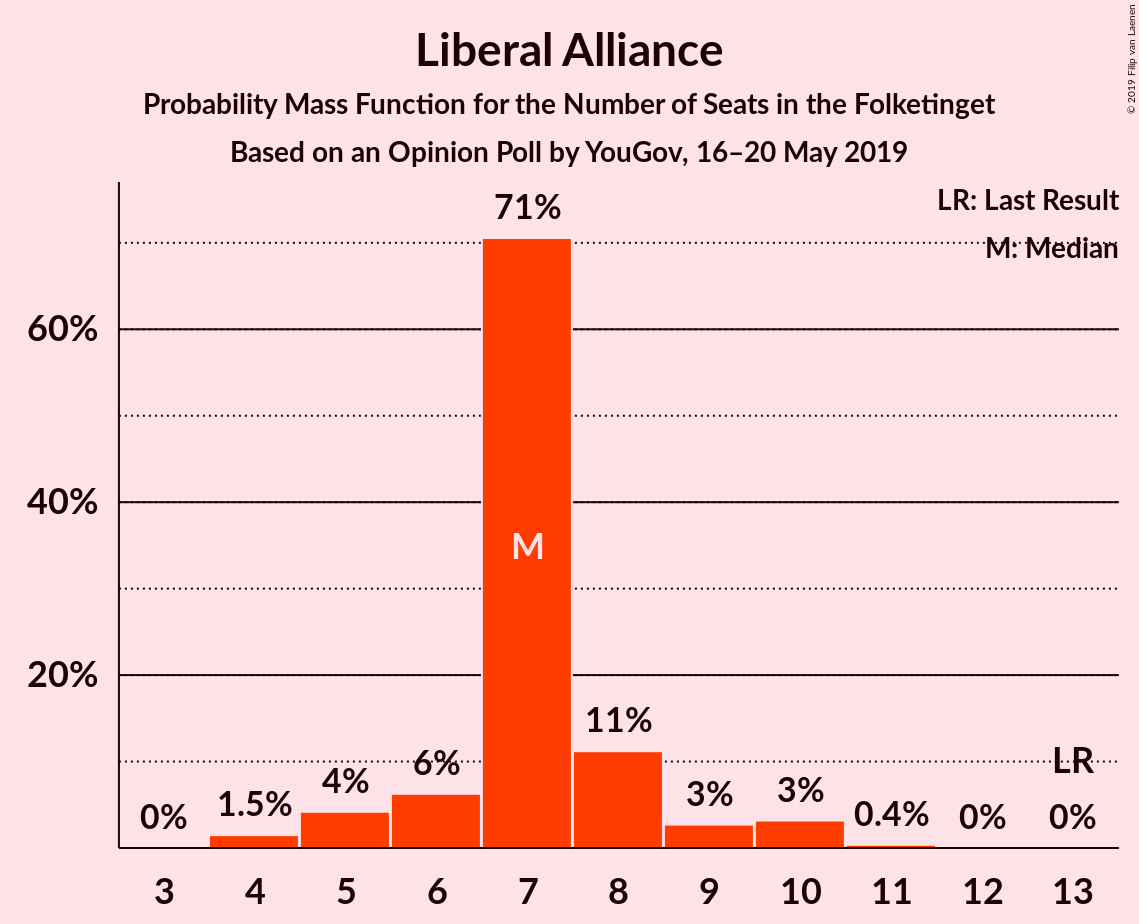 Liberal Alliance
Probability Mass Function for the Number of Seats in the Folketinget
Based on an Opinion Poll by YouGov, 16–20 May 2019
© 2019 Filip van Laenen
LR: Last Result
M: Median
71%
60%
40%
20%
M
0%
1.5%
4%
6%
11%
3%
3%
0.4%
0%
LR
0%
3 4 5 6 7 8 9 10 11 12 13